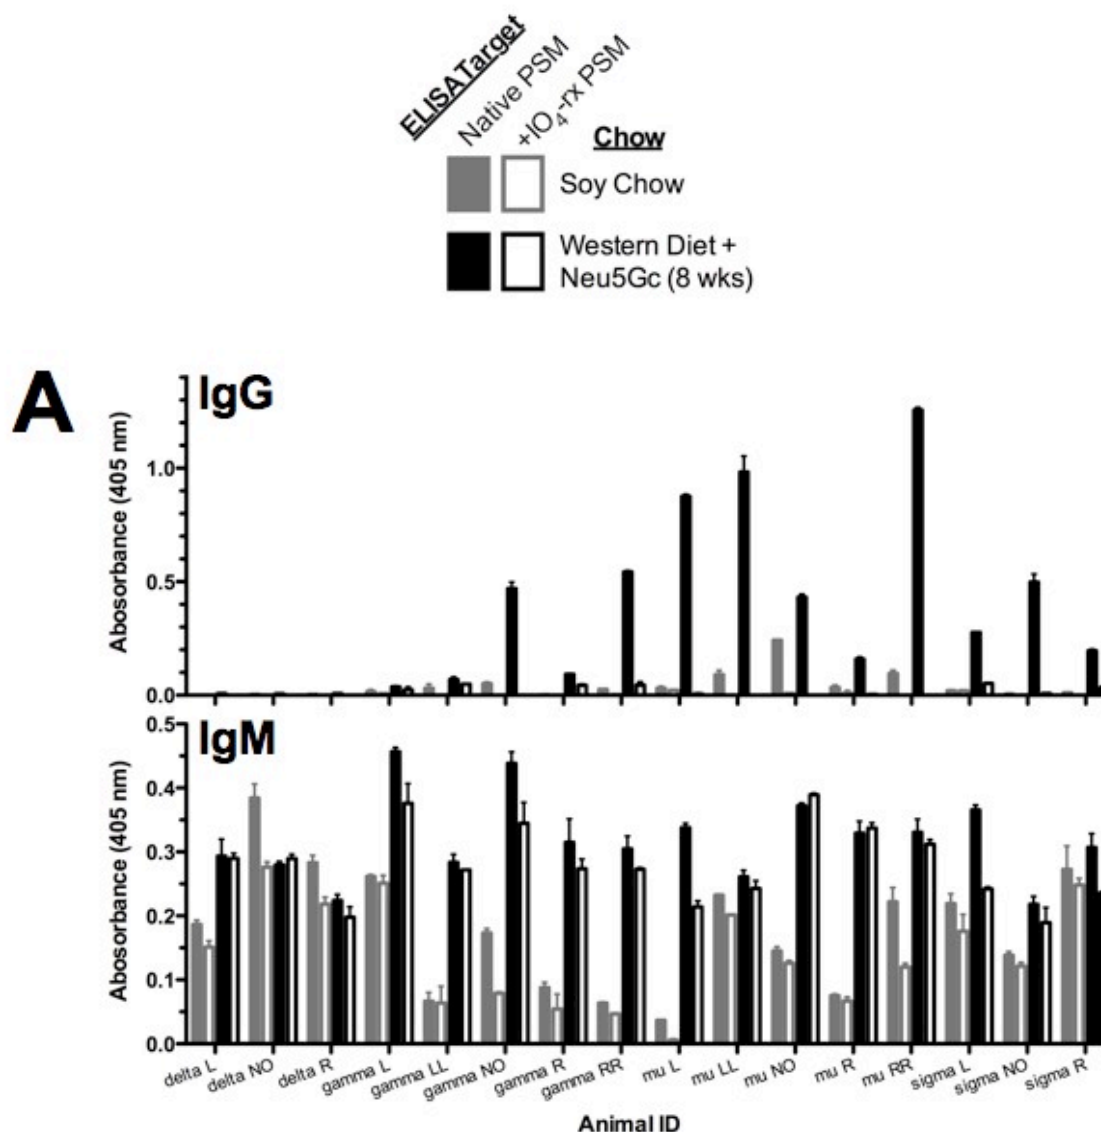 ELISATarget
Native PSM
+IO4-rx PSM
Chow
Soy Chow
Western Diet +
Neu5Gc (8 wks)
A
IgG
Abosorbance (405 nm)
1.0
0.5
0.0
IgM
Abosorbance (405 nm)
0.5
0.4
0.3
0.2
0.1
0.0
delta L
delta NO
delta R
gamma L
gamma LL
gamma NO
gamma R
gamma RR
mu L
mu LL
mu NO
mu R
mu RR
sigma L
sigma NO
sigma R
Animal ID